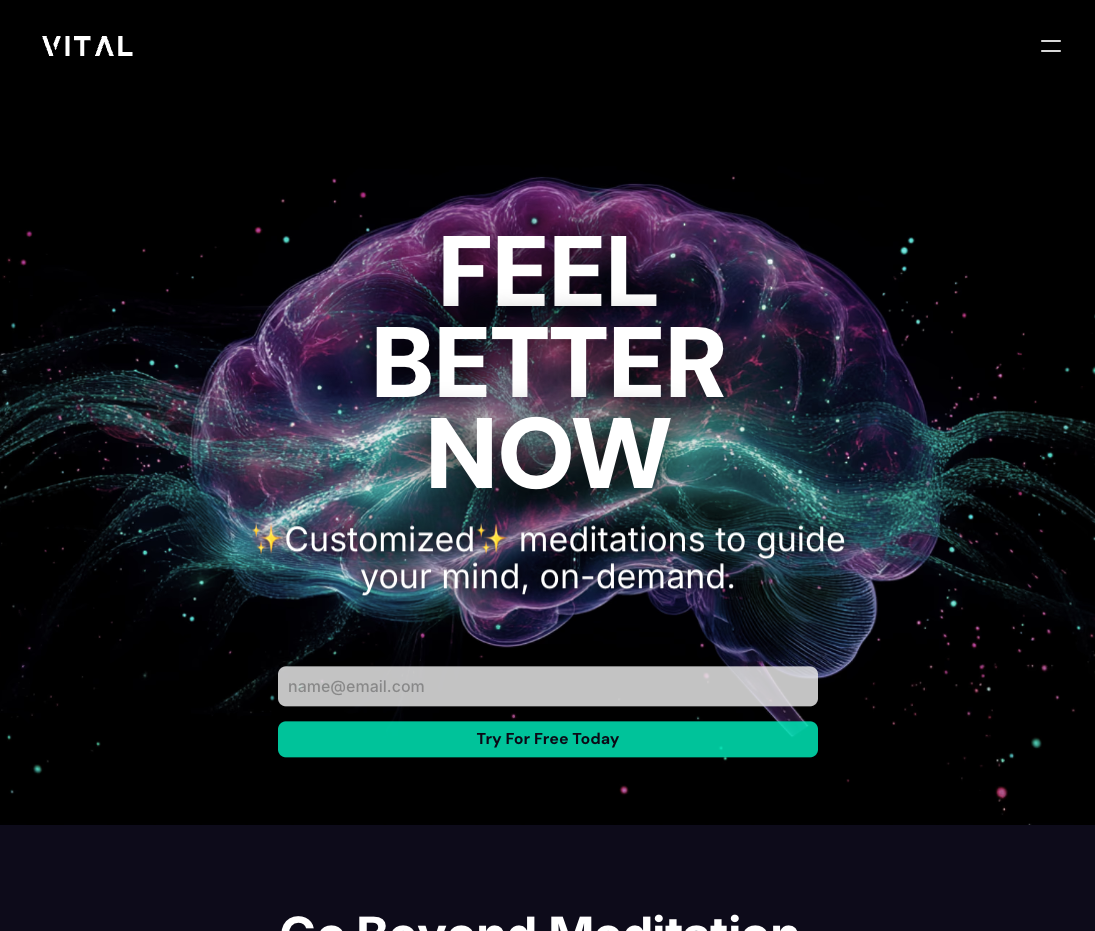 VITAL
FEEL
BETTER
NOW
✨Customized✨ meditations to guide
your mind, on-demand.
name@email.com
Try For Free Today
Go Beyond Meditation